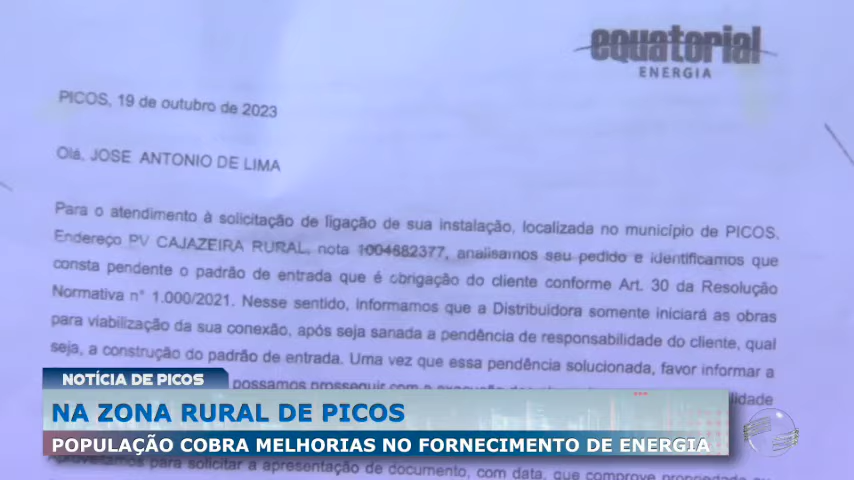 equatorial
ENERGIA
PICOS, 19 de outubro de 2023
Olá, JOSE ANTONIO DE LIMA
Para o atendimento à solicitação de ligação de sua instalação, localizada no município de PICOS,
Endereço PV CAJAZEIRA RURAL, nota 1004682377, analisamos seu pedido e identificamos que
consta pendente o padrão de entrada que é obrigação do cliente conforme Art. 30 da Resolução
Normativa n° 1.000/2021. Nesse sentido, informamos que a Distribuidora somente iniciará as obras
para viabilização da sua conexão, após seja sanada a pendência de responsabilidade do cliente, qual
seja, a construção do padrão de entrada. Uma vez que essa pendência solucionada, favor informar a
possamos prosseguir com a
NOTÍCIA DE PICOS
NA ZONA RURAL DE PICOS
POPULAÇÃO COBRA MELHORIAS NO FORNECIMENTO DE ENERGIA
para solicitar a apresentação de documento, com data, que comprove propriedade ou